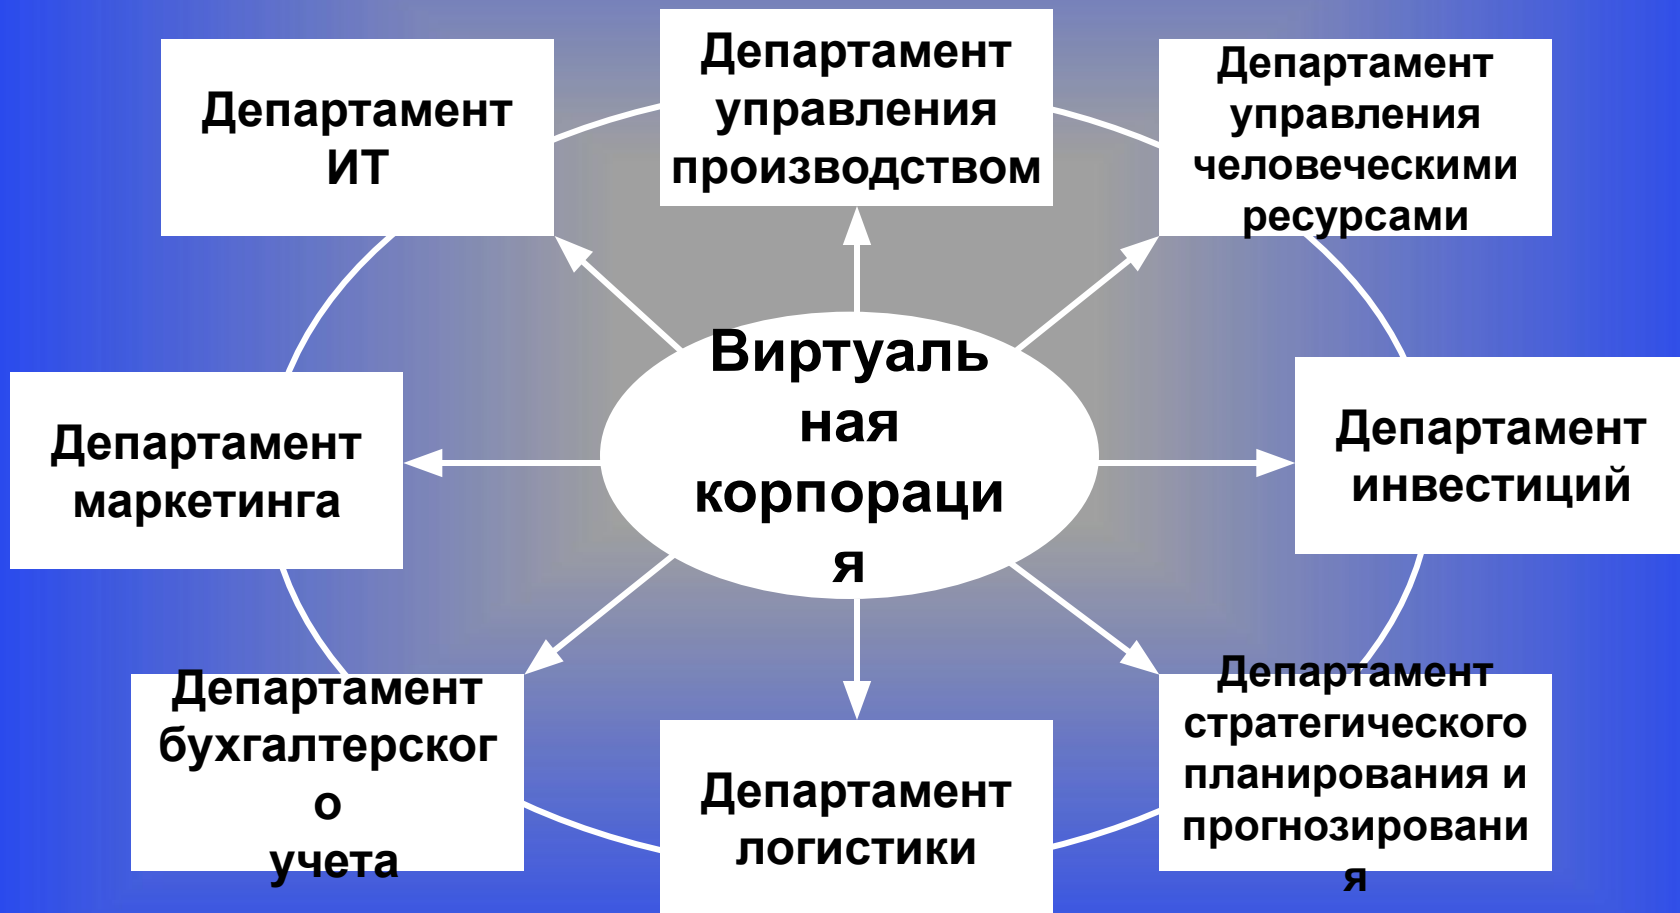 Департамент
ИТ
Департамент
управления
производством
Департамент
управления
человеческими
ресурсами
Департамент
маркетинга
Виртуаль
ная
корпораци
я
Департамент
инвестиций
Департамент
бухгалтерског
о
учета
Департамент
логистики
Департамент
стратегического
планирования и
прогнозировани
я